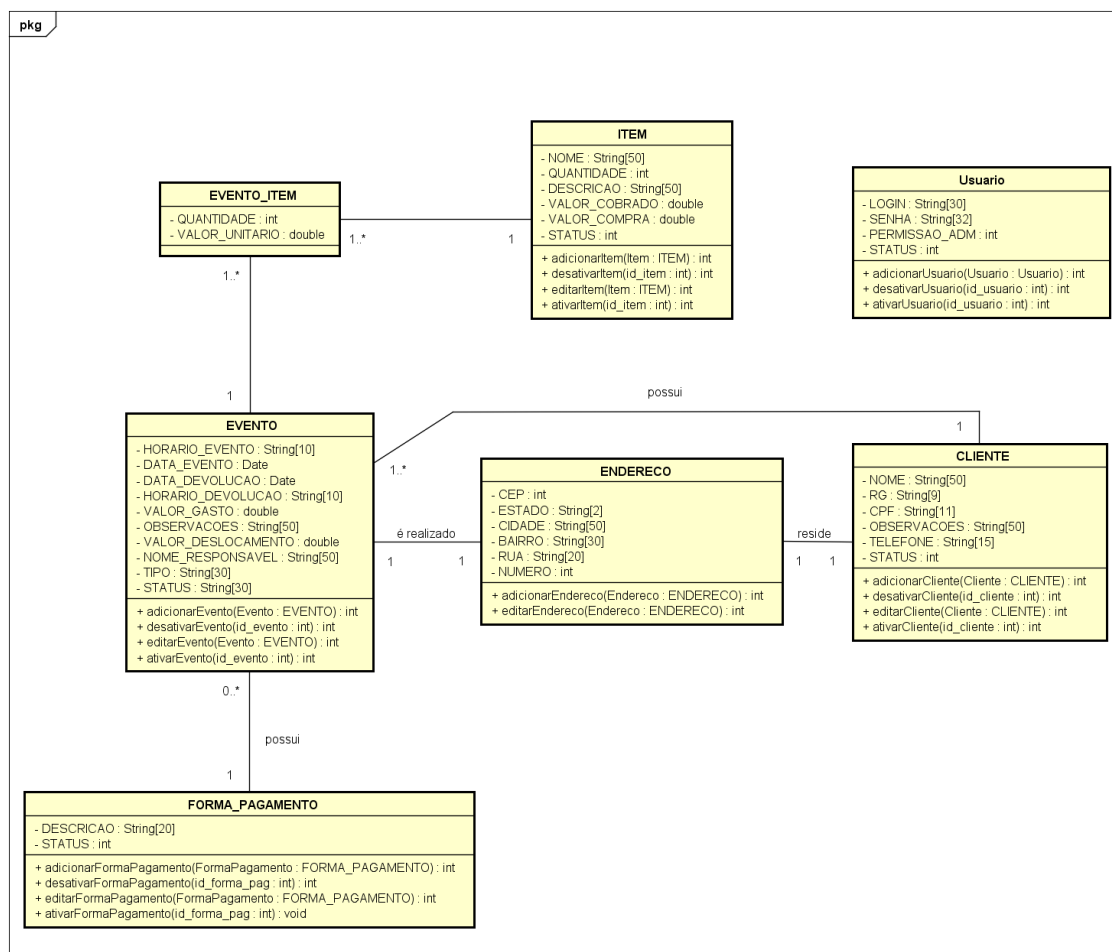 pkg
ITEM
- NOME : String[50]
- QUANTIDADE : int
- DESCRICAO : String[50]
- VALOR_COBRADO : double
- VALOR_COMPRA : double
- STATUS : int
+ adicionarItem(Item : ITEM) : int
+ desativarItem(id_item : int) : int
+ editarItem(Item : ITEM) : int
+ ativarItem(id_item : int) : int
EVENTO_ITEM
- QUANTIDADE : int
- VALOR_UNITARIO : double
1..*
1
1..*
1
Usuario
- LOGIN : String[30]
- SENHA : String[32]
- PERMISSAO_ADM : int
- STATUS : int
+ adicionarUsuario(Usuario : Usuario) : int
+ desativarUsuario(id_usuario : int) : int
+ ativarUsuario(id_usuario : int) : int
possui
1
1..*
EVENTO
- HORARIO_EVENTO : String[10]
- DATA_EVENTO : Date
- DATA_DEVOLUCAO : Date
- HORARIO_DEVOLUCAO : String[10]
- VALOR_GASTO : double
- OBSERVACOES : String[50]
- VALOR_DESLOCAMENTO : double
- NOME_RESPONSAVEL : String[50]
- TIPO : String[30]
- STATUS : String[30]
+ adicionarEvento(Evento : EVENTO) : int
+ desativarEvento(id_evento : int) : int
+ editarEvento(Evento : EVENTO) : int
+ ativarEvento(id_evento : int) : int
é realizado
1
1
ENDERECO
- CEP : int
- ESTADO : String[2]
- CIDADE : String[50]
- BAIRRO : String[30]
- RUA : String[20]
- NUMERO : int
+ adicionarEndereco(Endereco : ENDERECO) : int
+ editarEndereco(Endereco : ENDERECO) : int
reside
1
1
CLIENTE
- NOME : String[50]
- RG : String[9]
- CPF : String[11]
- OBSERVACOES : String[50]
- TELEFONE : String[15]
- STATUS : int
+ adicionarCliente(Cliente : CLIENTE) : int
+ desativarCliente(id_cliente : int) : int
+ editarCliente(Cliente : CLIENTE) : int
+ ativarCliente(id_cliente : int) : int
0..*
possui
1
FORMA_PAGAMENTO
- DESCRICAO : String[20]
- STATUS : int
+ adicionarFormaPagamento(FormaPagamento : FORMA_PAGAMENTO) : int
+ desativarFormaPagamento(id_forma_pag : int) : int
+ editarFormaPagamento(FormaPagamento : FORMA_PAGAMENTO) : int
+ ativarFormaPagamento(id_forma_pag : int) : void